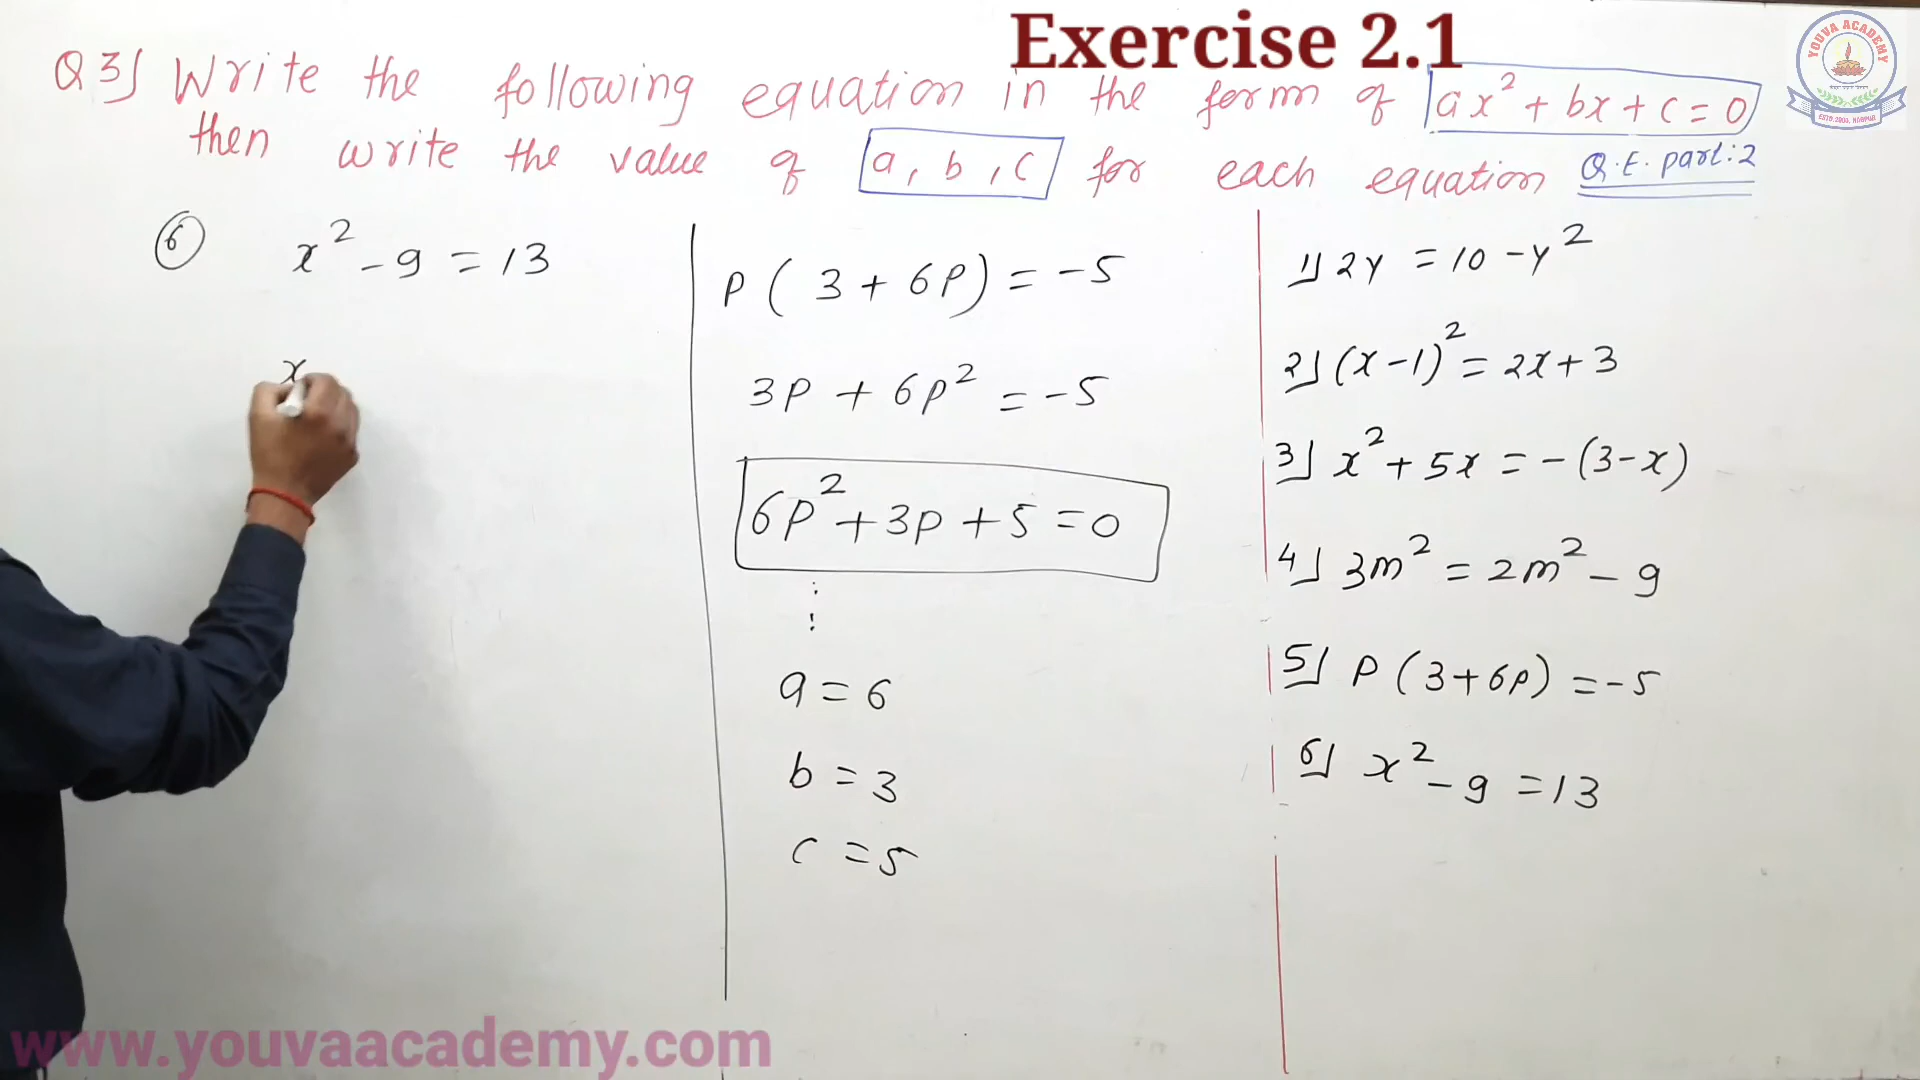 Exercise 2.1
Q3) Write the following equation in the form of ax² + bx + c = 0
then write the value of a, b, c for each equation Q.E. part:2
⑥ x² - 9 = 13
x
P ( 3 + 6P) = -5
3P + 6P² = -5
6P² + 3P + 5 = 0
a = 6
b = 3
c = 5
1) 2y = 10 - y²
2) (x - 1)² = 2x + 3
3) x² + 5x = - (3 - x)
4) 3m² = 2m² - 9
5) P (3 + 6P) = -5
6) x² - 9 = 13
YOUVA ACADEMY
www.youvaacademy.com